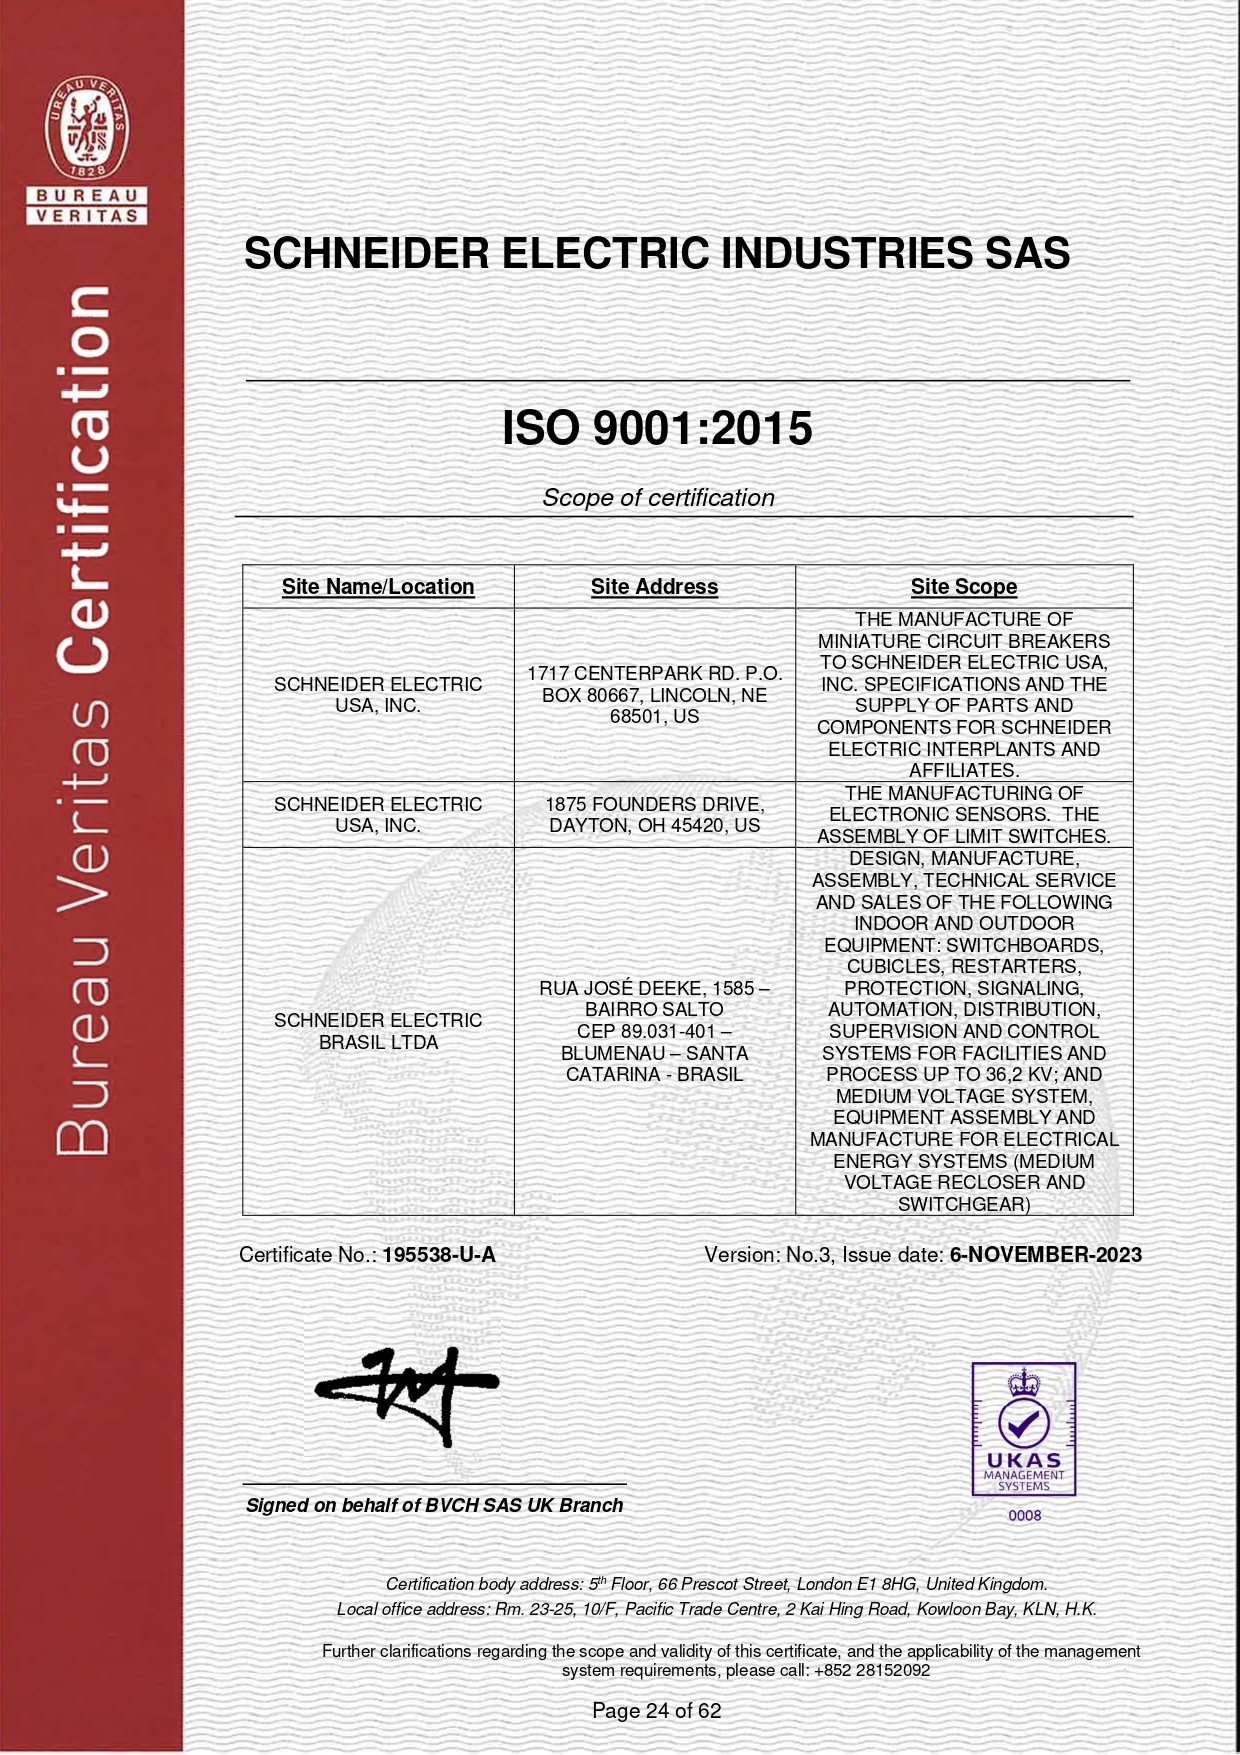 BUREAU VERITAS
1828
BUREAU
VERITAS
Bureau Veritas Certification
SCHNEIDER ELECTRIC INDUSTRIES SAS
ISO 9001:2015
Scope of certification
Site Name/Location
Site Address
Site Scope
SCHNEIDER ELECTRIC
USA, INC.
1717 CENTERPARK RD. P.O.
BOX 80667, LINCOLN, NE
68501, US
THE MANUFACTURE OF
MINIATURE CIRCUIT BREAKERS
TO SCHNEIDER ELECTRIC USA,
INC. SPECIFICATIONS AND THE
SUPPLY OF PARTS AND
COMPONENTS FOR SCHNEIDER
ELECTRIC INTERPLANTS AND
AFFILIATES.
SCHNEIDER ELECTRIC
USA, INC.
1875 FOUNDERS DRIVE,
DAYTON, OH 45420, US
THE MANUFACTURING OF
ELECTRONIC SENSORS. THE
ASSEMBLY OF LIMIT SWITCHES.
SCHNEIDER ELECTRIC
BRASIL LTDA
RUA JOSÉ DEEKE, 1585 –
BAIRRO SALTO
CEP 89.031-401 –
BLUMENAU – SANTA
CATARINA - BRASIL
DESIGN, MANUFACTURE,
ASSEMBLY, TECHNICAL SERVICE
AND SALES OF THE FOLLOWING
INDOOR AND OUTDOOR
EQUIPMENT: SWITCHBOARDS,
CUBICLES, RESTARTERS,
PROTECTION, SIGNALING,
AUTOMATION, DISTRIBUTION,
SUPERVISION AND CONTROL
SYSTEMS FOR FACILITIES AND
PROCESS UP TO 36,2 KV; AND
MEDIUM VOLTAGE SYSTEM,
EQUIPMENT ASSEMBLY AND
MANUFACTURE FOR ELECTRICAL
ENERGY SYSTEMS (MEDIUM
VOLTAGE RECLOSER AND
SWITCHGEAR)
Certificate No.: 195538-U-A
Version: No.3, Issue date: 6-NOVEMBER-2023
Signed on behalf of BVCH SAS UK Branch
UKAS
MANAGEMENT
SYSTEMS
0008
Certification body address: 5th Floor, 66 Prescot Street, London E1 8HG, United Kingdom.
Local office address: Rm. 23-25, 10/F, Pacific Trade Centre, 2 Kai Hing Road, Kowloon Bay, KLN, H.K.
Further clarifications regarding the scope and validity of this certificate, and the applicability of the management
system requirements, please call: +852 28152092
Page 24 of 62